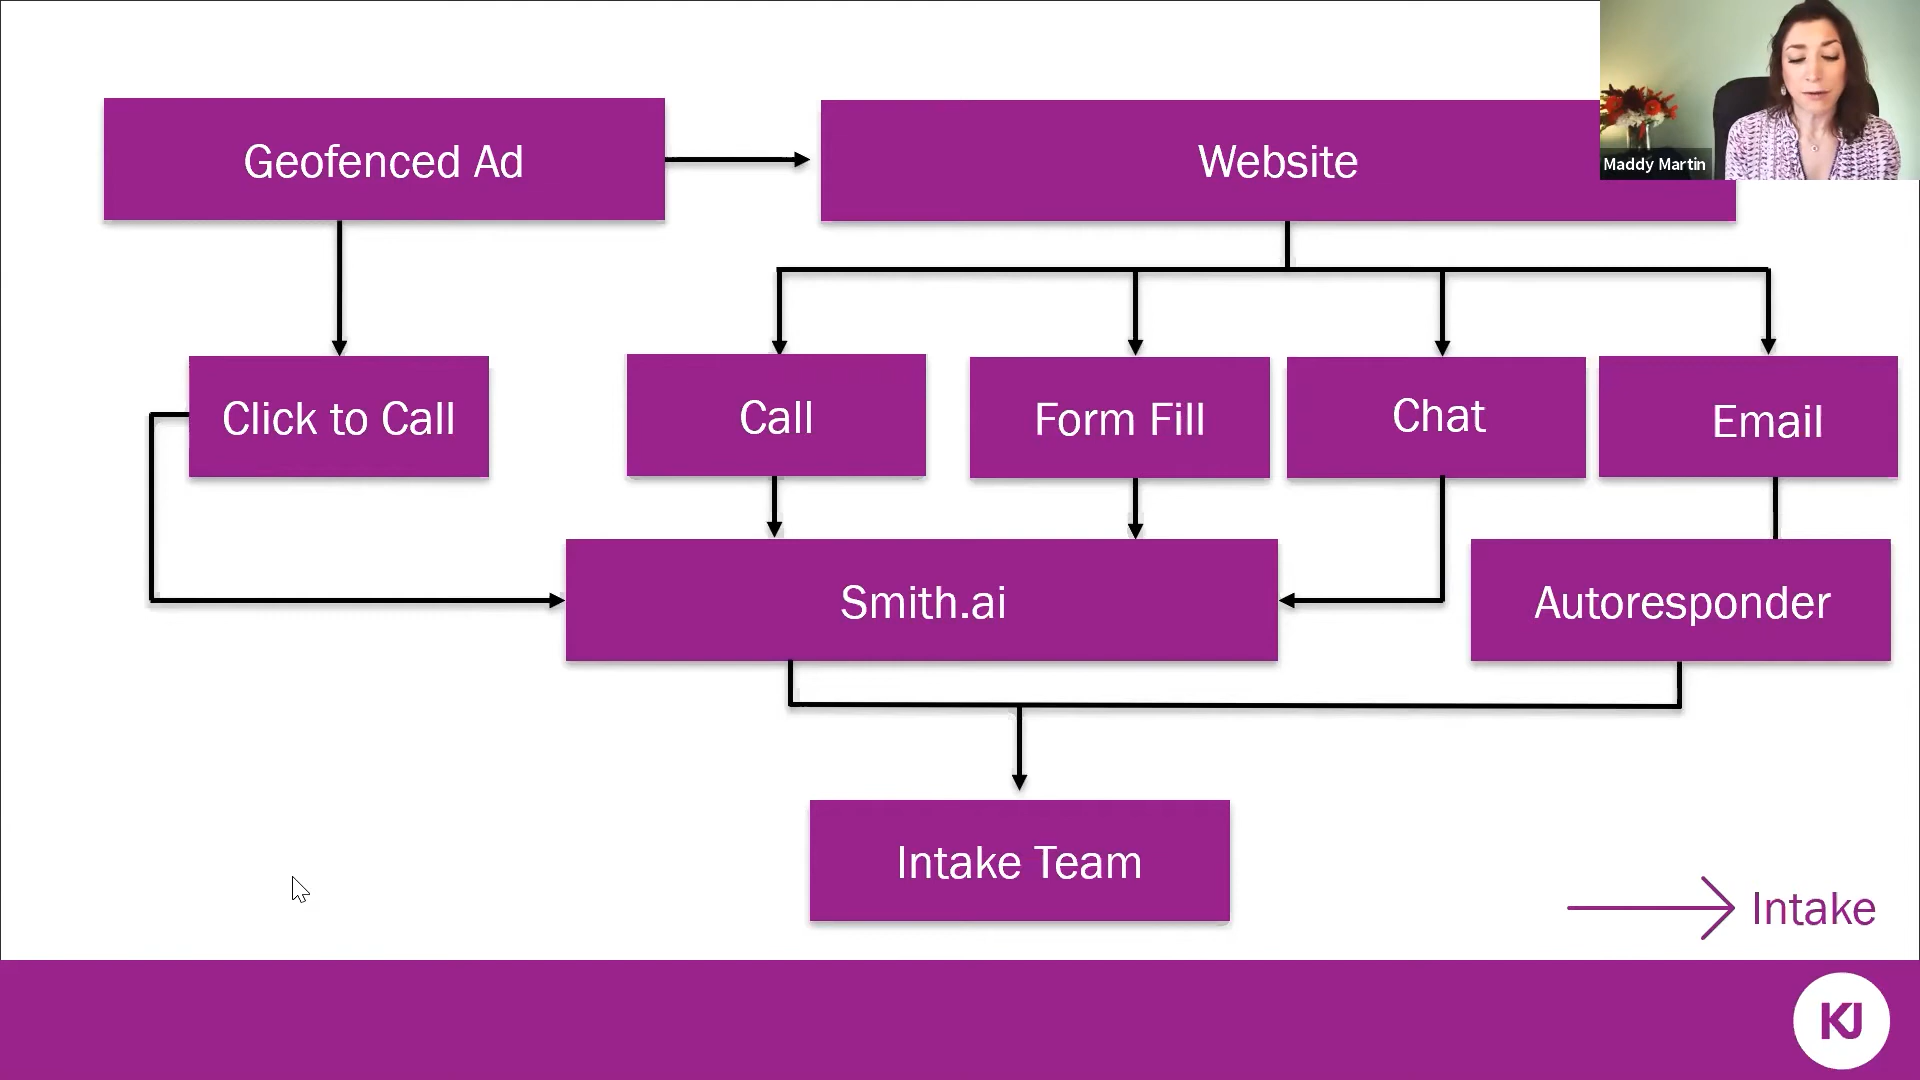 Geofenced Ad
Website
Maddy Martin
Click to Call
Call
Form Fill
Chat
Email
Smith.ai
Autoresponder
Intake Team
Intake
KJ